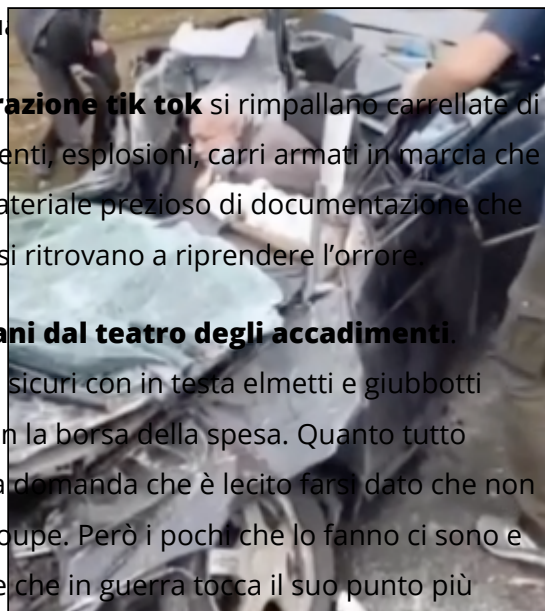 razione tik tok si rimpallano carrellate di
enti, esplosioni, carri armati in marcia che
ateriale prezioso di documentazione che
si ritrovano a riprendere l’orrore.
ani dal teatro degli accadimenti.
sicuri con in testa elmetti e giubbotti
n la borsa della spesa. Quanto tutto
a domanda che è lecito farsi dato che non
oupe. Però i pochi che lo fanno ci sono e
e che in guerra tocca il suo punto più